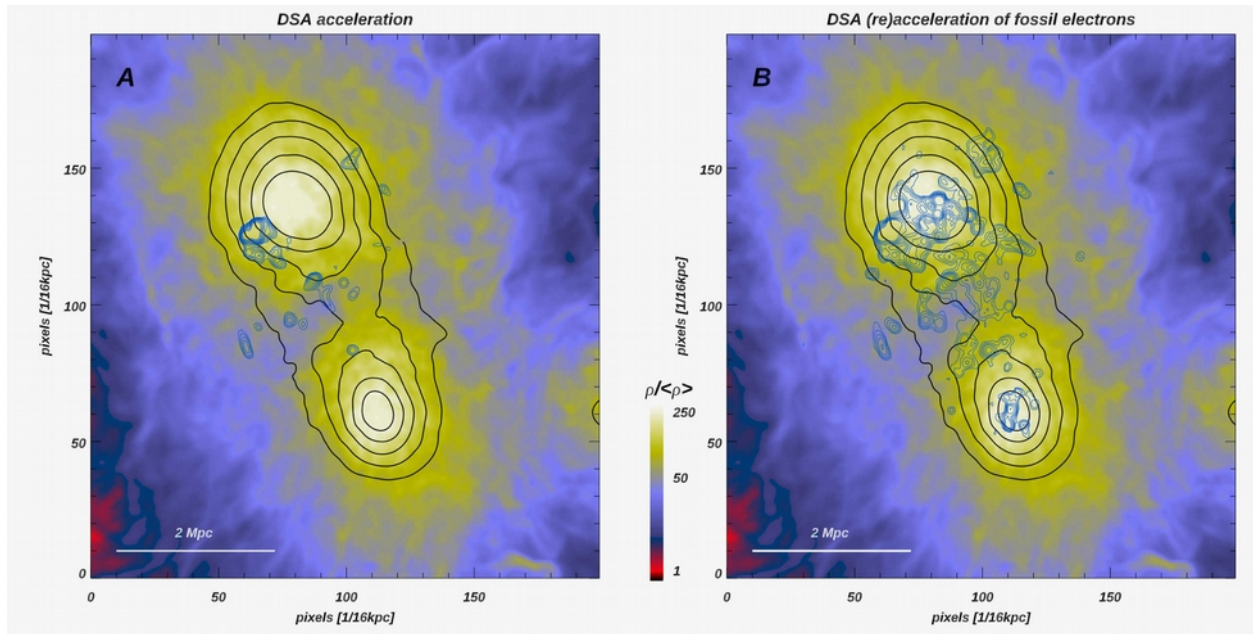 DSA acceleration
A
150
100
50
0
pixels [1/16kpc]
2 Mpc
0
50
100
150
pixels [1/16kpc]
ρ/<ρ>
250
50
1
DSA (re)acceleration of fossil electrons
B
150
100
50
0
pixels [1/16kpc]
2 Mpc
0
50
100
150
pixels [1/16kpc]